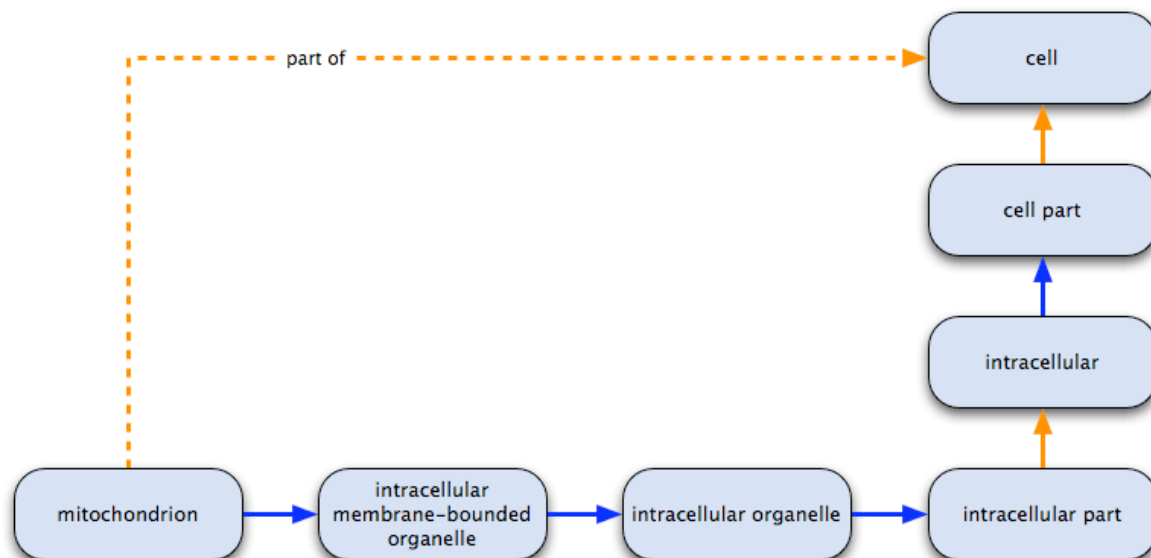 part of
cell
cell part
intracellular
mitochondrion
intracellular
membrane-bounded
organelle
intracellular organelle
intracellular part